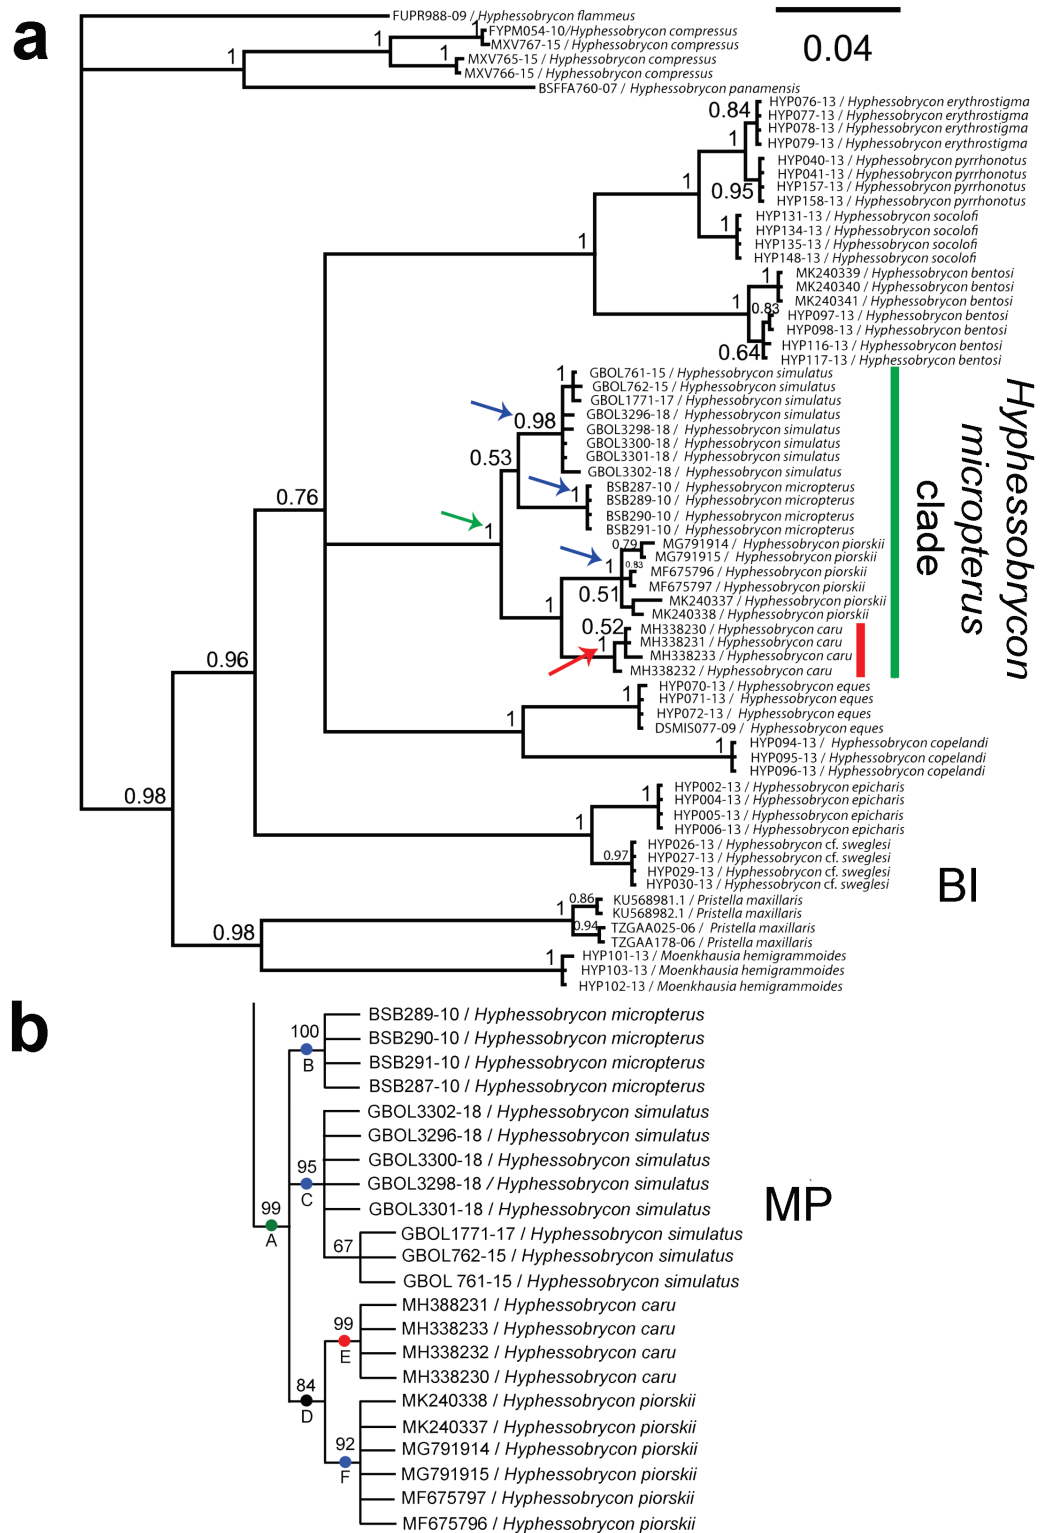 a
0.04
FUPR988-09 / Hyphessobrycon flammeus
1
1
1
FYPM054-10/Hyphessobrycon compressus
MXV767-15 / Hyphessobrycon compressus
1
MXV765-15 / Hyphessobrycon compressus
MXV766-15 / Hyphessobrycon compressus
BSFFA760-07 / Hyphessobrycon panamensis
0.84
HYP076-13 / Hyphessobrycon erythrostigma
HYP077-13 / Hyphessobrycon erythrostigma
HYP078-13 / Hyphessobrycon erythrostigma
HYP079-13 / Hyphessobrycon erythrostigma
1
HYP040-13 / Hyphessobrycon pyrrhonotus
HYP041-13 / Hyphessobrycon pyrrhonotus
1
0.95
HYP157-13 / Hyphessobrycon pyrrhonotus
HYP158-13 / Hyphessobrycon pyrrhonotus
1
HYP131-13 / Hyphessobrycon socolofi
HYP134-13 / Hyphessobrycon socolofi
HYP135-13 / Hyphessobrycon socolofi
HYP148-13 / Hyphessobrycon socolofi
1
1
MK240339 / Hyphessobrycon bentosi
MK240340 / Hyphessobrycon bentosi
MK240341 / Hyphessobrycon bentosi
1
0.83
HYP097-13 / Hyphessobrycon bentosi
HYP098-13 / Hyphessobrycon bentosi
0.64
HYP116-13 / Hyphessobrycon bentosi
HYP117-13 / Hyphessobrycon bentosi
1
GBOL761-15 / Hyphessobrycon simulatus
GBOL762-15 / Hyphessobrycon simulatus
GBOL1771-17 / Hyphessobrycon simulatus
0.98
GBOL3296-18 / Hyphessobrycon simulatus
GBOL3298-18 / Hyphessobrycon simulatus
GBOL3300-18 / Hyphessobrycon simulatus
GBOL3301-18 / Hyphessobrycon simulatus
GBOL3302-18 / Hyphessobrycon simulatus
0.53
1
BSB287-10 / Hyphessobrycon micropterus
BSB289-10 / Hyphessobrycon micropterus
BSB290-10 / Hyphessobrycon micropterus
BSB291-10 / Hyphessobrycon micropterus
0.76
1
0.79
MG791914 / Hyphessobrycon piorskii
MG791915 / Hyphessobrycon piorskii
1
0.83
MF675796 / Hyphessobrycon piorskii
MF675797 / Hyphessobrycon piorskii
0.51
MK240337 / Hyphessobrycon piorskii
MK240338 / Hyphessobrycon piorskii
1
0.52
1
MH338230 / Hyphessobrycon caru
MH338231 / Hyphessobrycon caru
MH338233 / Hyphessobrycon caru
MH338232 / Hyphessobrycon caru
Hyphessobrycon
micropterus
clade
0.96
1
1
HYP070-13 / Hyphessobrycon eques
HYP071-13 / Hyphessobrycon eques
HYP072-13 / Hyphessobrycon eques
DSMIS077-09 / Hyphessobrycon eques
1
HYP094-13 / Hyphessobrycon copelandi
HYP095-13 / Hyphessobrycon copelandi
HYP096-13 / Hyphessobrycon copelandi
0.98
1
1
HYP002-13 / Hyphessobrycon epicharis
HYP004-13 / Hyphessobrycon epicharis
HYP005-13 / Hyphessobrycon epicharis
HYP006-13 / Hyphessobrycon epicharis
0.97
HYP026-13 / Hyphessobrycon cf. sweglesi
HYP027-13 / Hyphessobrycon cf. sweglesi
HYP029-13 / Hyphessobrycon cf. sweglesi
HYP030-13 / Hyphessobrycon cf. sweglesi
BI
0.98
1
0.86
KU568981.1 / Pristella maxillaris
KU568982.1 / Pristella maxillaris
0.94
TZGAA025-06 / Pristella maxillaris
TZGAA178-06 / Pristella maxillaris
1
HYP101-13 / Moenkhausia hemigrammoides
HYP103-13 / Moenkhausia hemigrammoides
HYP102-13 / Moenkhausia hemigrammoides
b
100
B
BSB289-10 / Hyphessobrycon micropterus
BSB290-10 / Hyphessobrycon micropterus
BSB291-10 / Hyphessobrycon micropterus
BSB287-10 / Hyphessobrycon micropterus
95
C
GBOL3302-18 / Hyphessobrycon simulatus
GBOL3296-18 / Hyphessobrycon simulatus
GBOL3300-18 / Hyphessobrycon simulatus
GBOL3298-18 / Hyphessobrycon simulatus
GBOL3301-18 / Hyphessobrycon simulatus
99
A
67
GBOL1771-17 / Hyphessobrycon simulatus
GBOL762-15 / Hyphessobrycon simulatus
GBOL 761-15 / Hyphessobrycon simulatus
MP
99
E
MH388231 / Hyphessobrycon caru
MH338233 / Hyphessobrycon caru
MH338232 / Hyphessobrycon caru
MH338230 / Hyphessobrycon caru
84
D
92
F
MK240338 / Hyphessobrycon piorskii
MK240337 / Hyphessobrycon piorskii
MG791914 / Hyphessobrycon piorskii
MG791915 / Hyphessobrycon piorskii
MF675797 / Hyphessobrycon piorskii
MF675796 / Hyphessobrycon piorskii